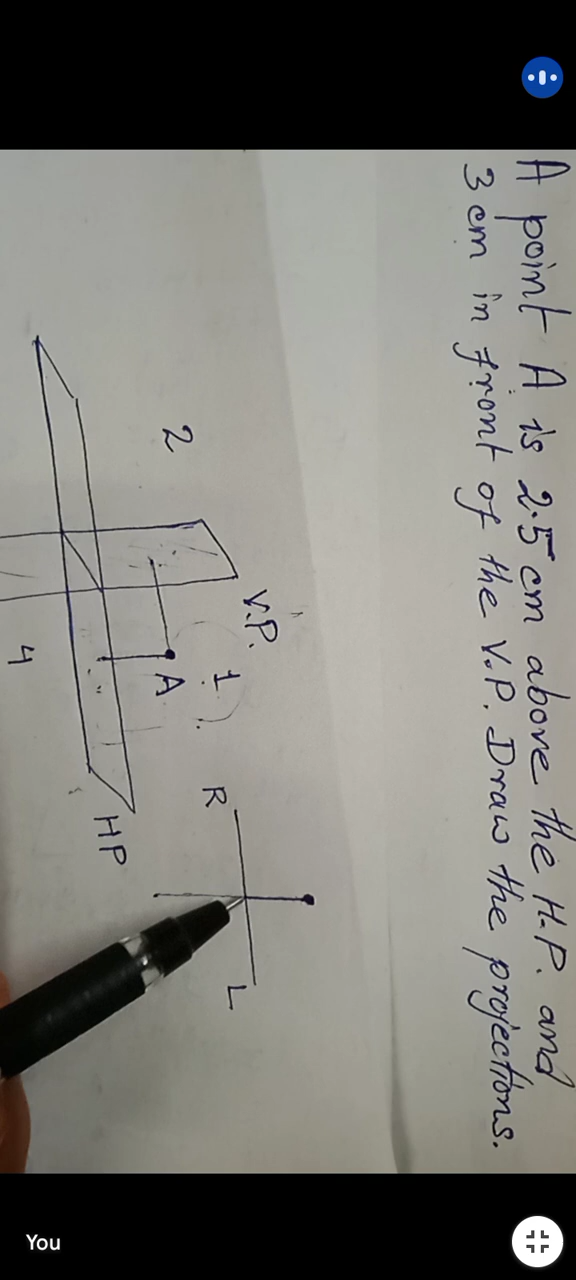 A point A is 2.5 cm above the H.P. and
3 cm in front of the V.P. Draw the projections.
2
V.P.
1
A
4
HP
R
L
You